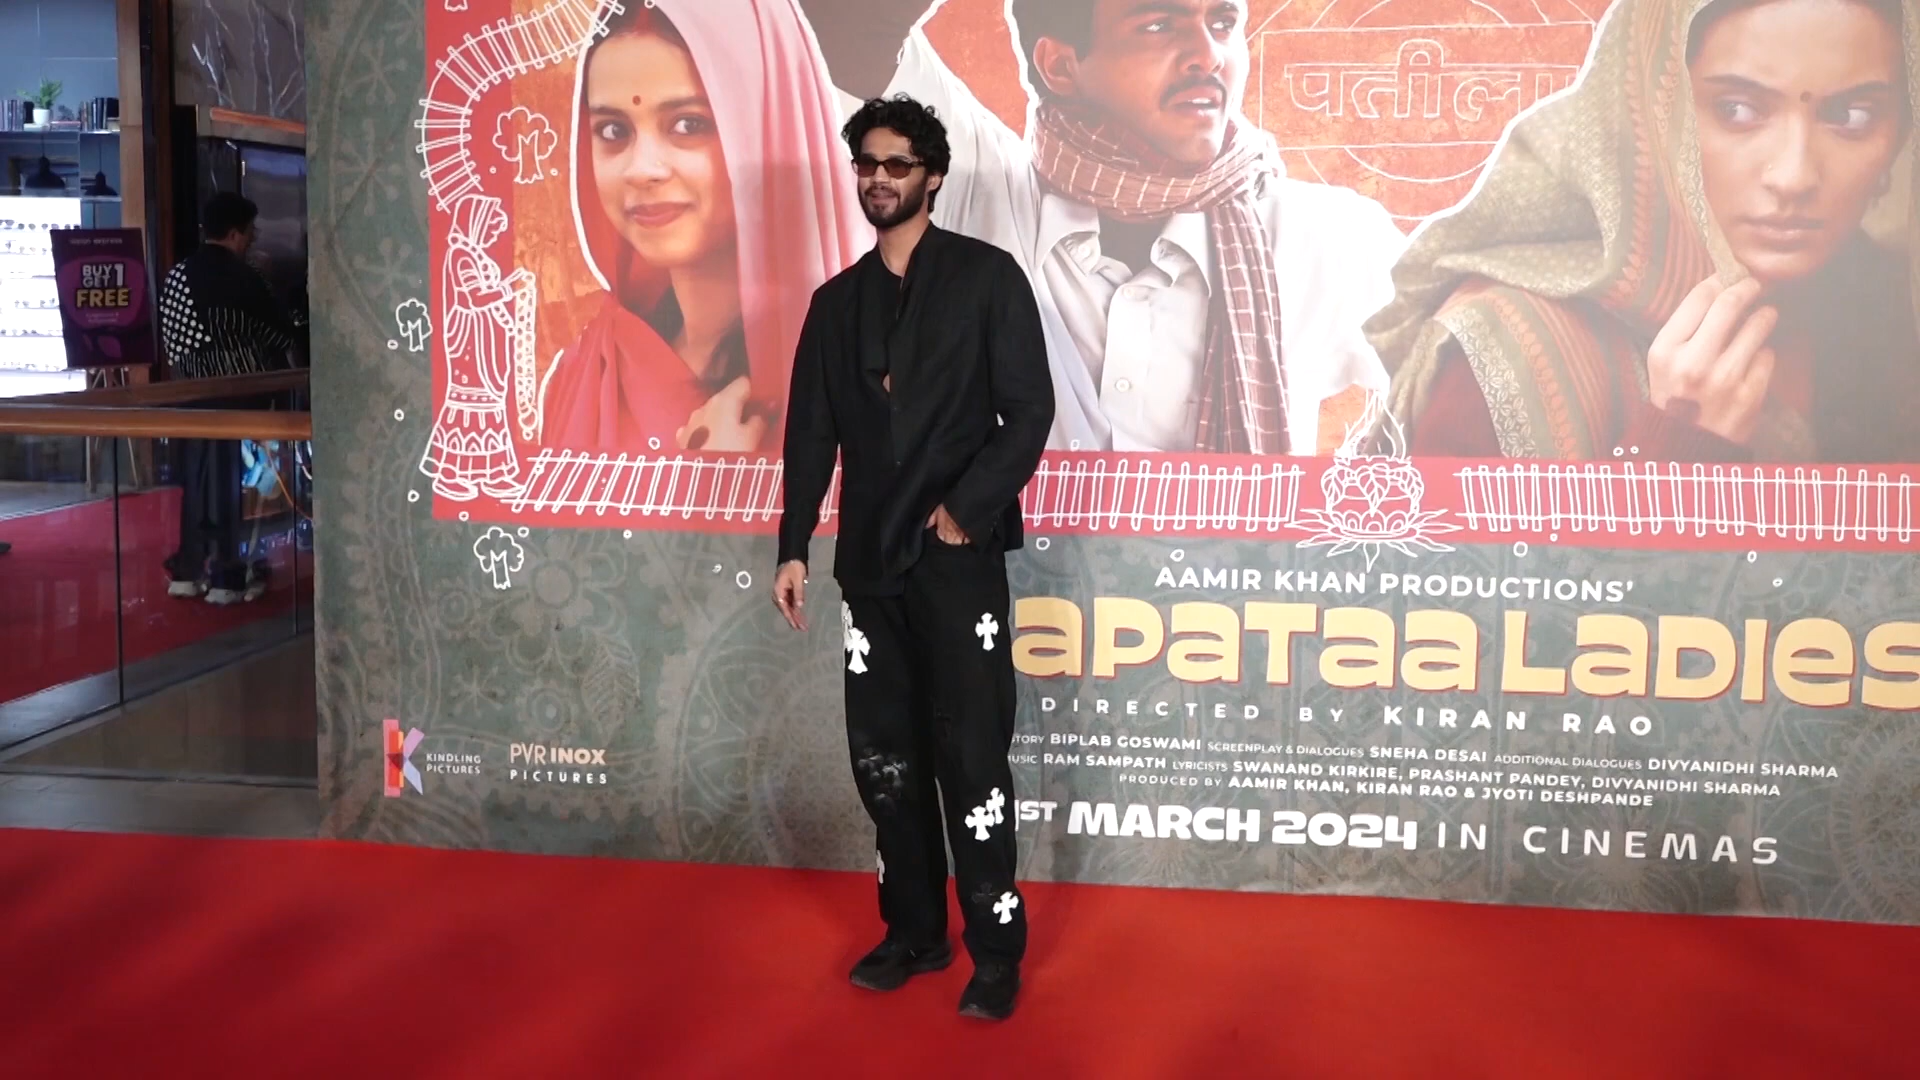 BUY 1
GET
FREE
पतीला
AAMIR KHAN PRODUCTIONS'
APATAA LADIES
DIRECTED BY KIRAN RAO
STORY BIPLAB GOSWAMI SCREENPLAY & DIALOGUES SNEHA DESAI ADDITIONAL DIALOGUES DIVYANIDHI SHARMA
MUSIC RAM SAMPATH LYRICISTS SWANAND KIRKIRE, PRASHANT PANDEY, DIVYANIDHI SHARMA
PRODUCED BY AAMIR KHAN, KIRAN RAO & JYOTI DESHPANDE
1ST MARCH 2024 IN CINEMAS
KINDLING
PICTURES
PVR INOX
PICTURES